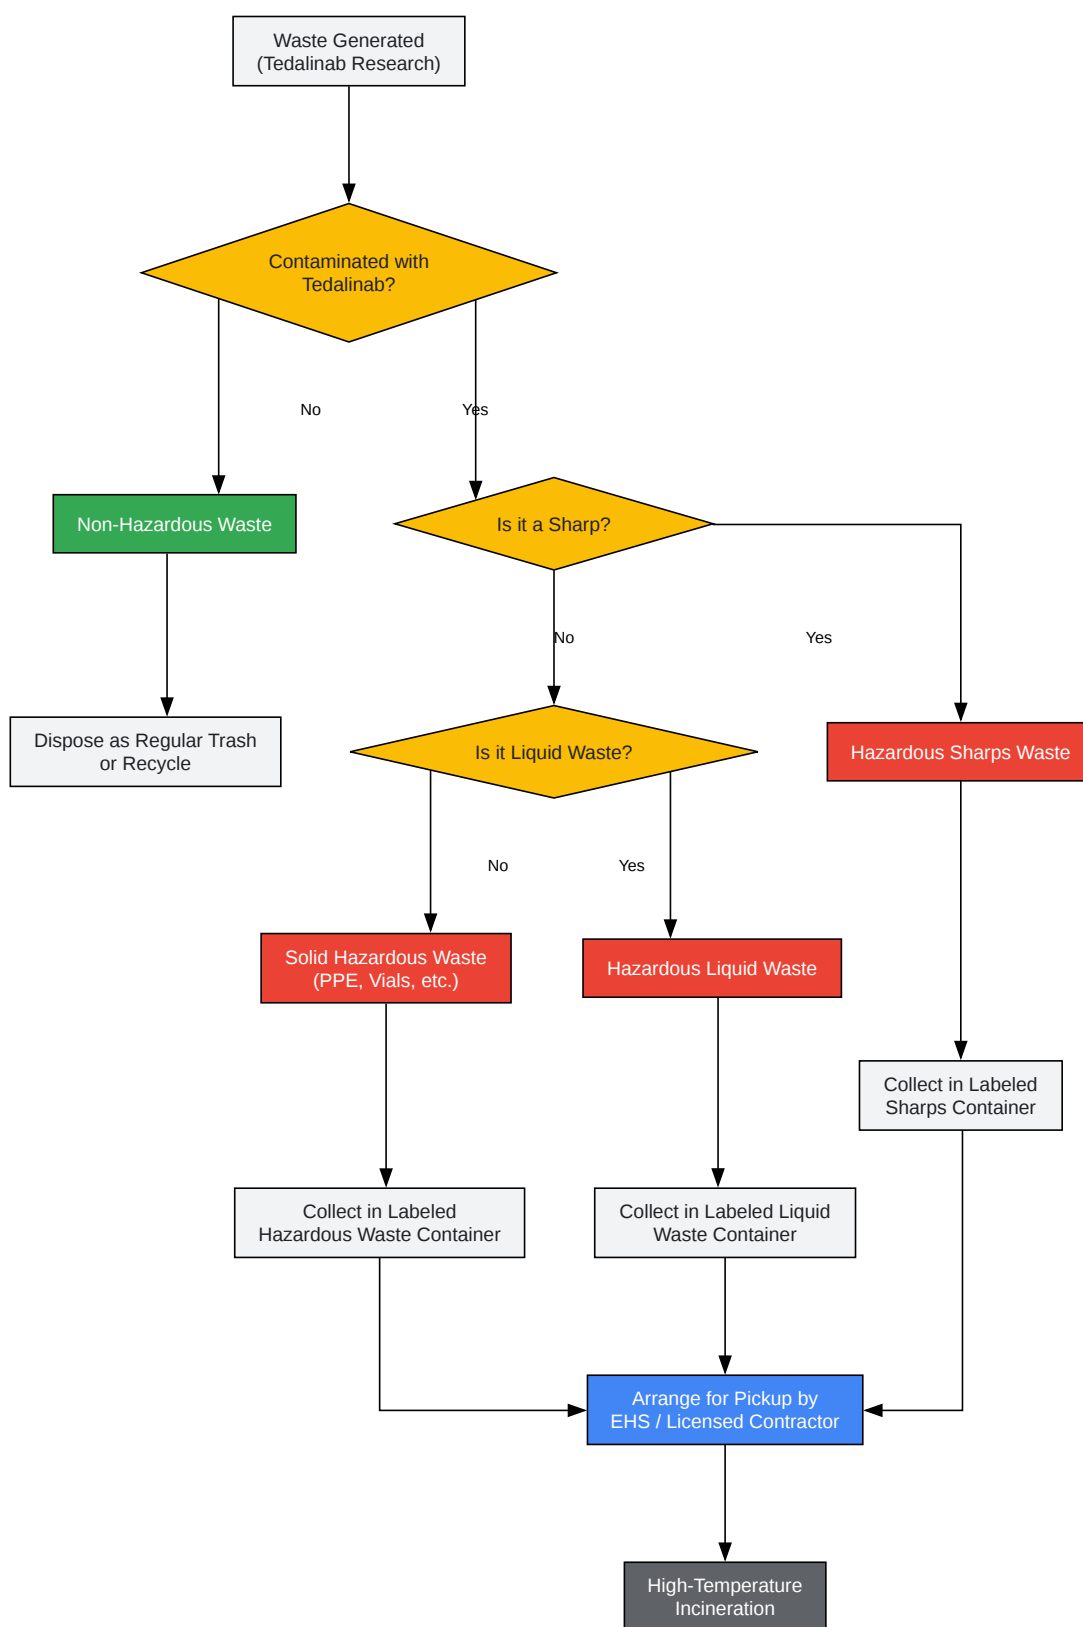 Waste Generated
(Tedalinab Research)
Contaminated with
Tedalinab?
No
Yes
Non-Hazardous Waste
Is it a Sharp?
No
Yes
Dispose as Regular Trash
or Recycle
Is it Liquid Waste?
Hazardous Sharps Waste
No
Yes
Solid Hazardous Waste
(PPE, Vials, etc.)
Hazardous Liquid Waste
Collect in Labeled
Sharps Container
Collect in Labeled
Hazardous Waste Container
Collect in Labeled Liquid
Waste Container
Arrange for Pickup by
EHS / Licensed Contractor
High-Temperature
Incineration